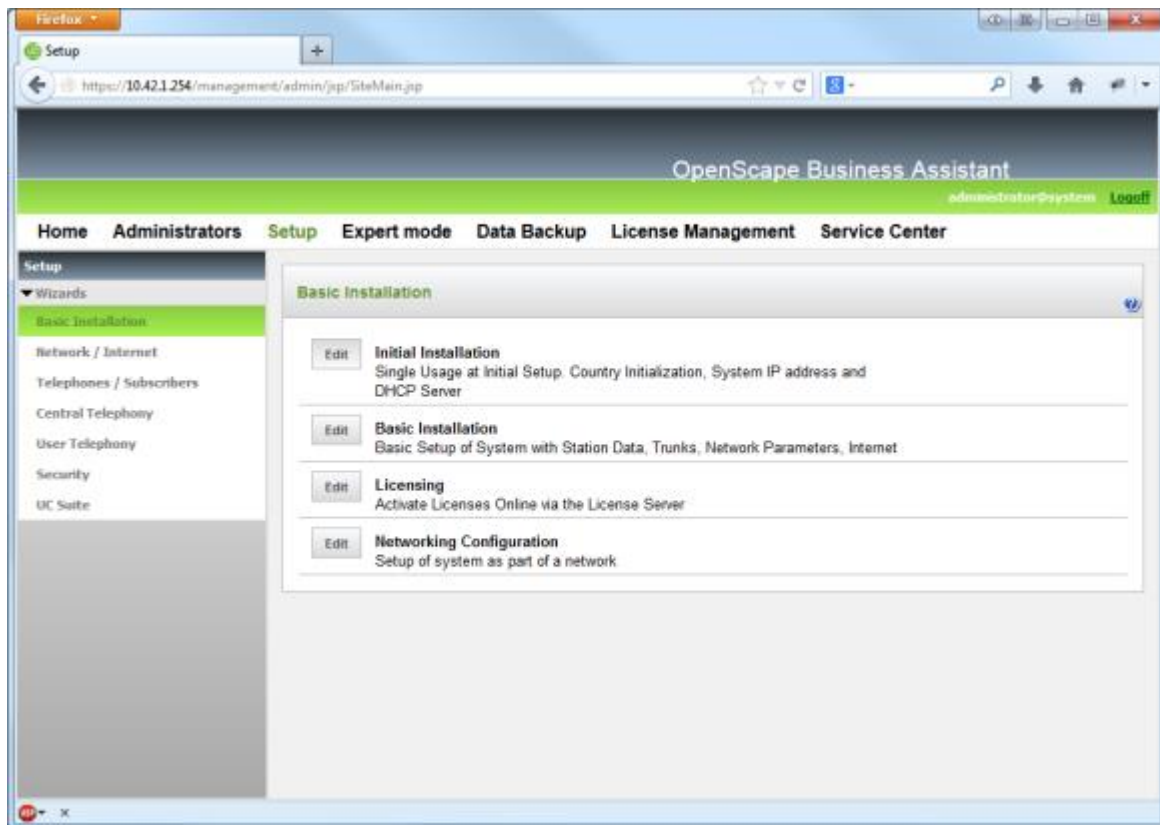 Firefox
Setup
https://10.42.1.254/management/admin/jsp/SiteMain.jsp
OpenScape Business Assistant
administrator@system Logoff
Home Administrators Setup Expert mode Data Backup License Management Service Center
Setup
Wizards
Basic Installation
Network / Internet
Telephones / Subscribers
Central Telephony
User Telephony
Security
UC Suite
Basic Installation
Edit Initial Installation
Single Usage at Initial Setup. Country Initialization, System IP address and
DHCP Server
Edit Basic Installation
Basic Setup of System with Station Data, Trunks, Network Parameters, Internet
Edit Licensing
Activate Licenses Online via the License Server
Edit Networking Configuration
Setup of system as part of a network
ABP